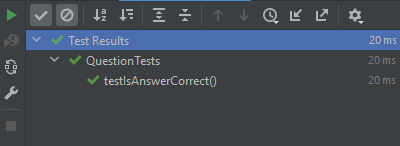 Test Results 20 ms
QuestionTests 20 ms
testIsAnswerCorrect() 20 ms